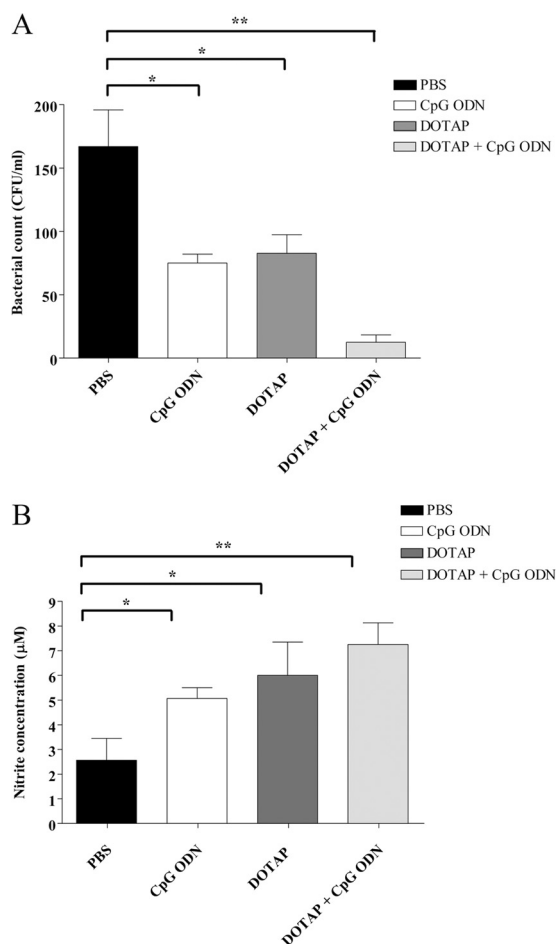 A
**
*
*
PBS
CpG ODN
DOTAP
DOTAP + CpG ODN
Bacterial count (CFU/ml)
200
150
100
50
0
PBS
CpG ODN
DOTAP
DOTAP + CpG ODN
B
**
*
*
PBS
CpG ODN
DOTAP
DOTAP + CpG ODN
Nitrite concentration (μM)
9
8
7
6
5
4
3
2
1
0
PBS
CpG ODN
DOTAP
DOTAP + CpG ODN